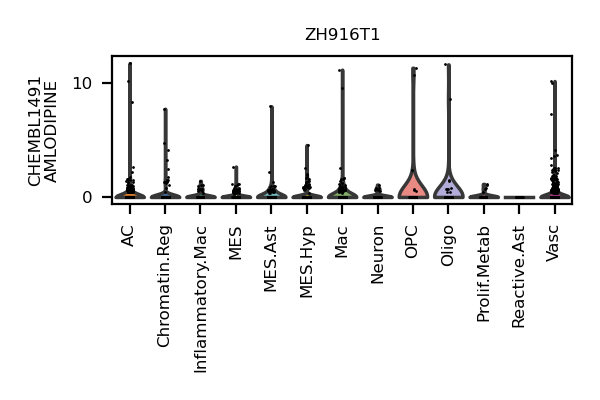 ZH916T1
CHEMBL1491
AMLODIPINE
10
0
AC
Chromatin.Reg
Inflammatory.Mac
MES
MES.Ast
MES.Hyp
Mac
Neuron
OPC
Oligo
Prolif.Metab
Reactive.Ast
Vasc